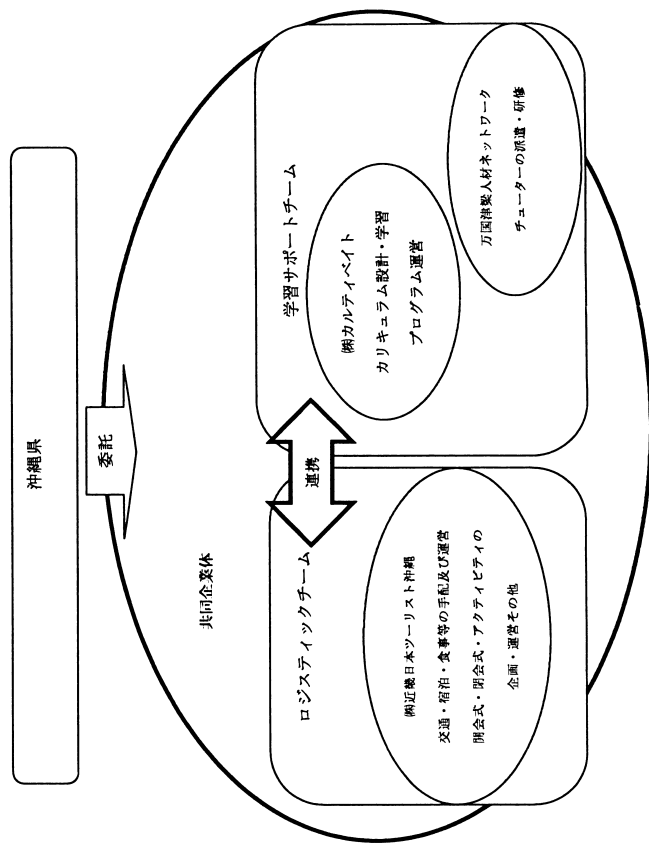 沖縄県
委託
共同企業体
ロジスティックチーム
㈱近畿日本ツーリスト沖縄
交通・宿泊・食事等の手配及び運営
開会式・閉会式・アクティビティの
企画・運営その他
連携
学習サポートチーム
㈱カルティベイト
カリキュラム設計・学習
プログラム運営
万国津梁人材ネットワーク
チューターの派遣・研修